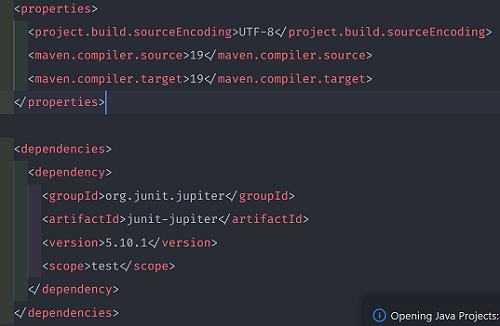 <properties>
<project.build.sourceEncoding>UTF-8</project.build.sourceEncoding>
<maven.compiler.source>19</maven.compiler.source>
<maven.compiler.target>19</maven.compiler.target>
</properties>
<dependencies>
<dependency>
<groupId>org.junit.jupiter</groupId>
<artifactId>junit-jupiter</artifactId>
<version>5.10.1</version>
<scope>test</scope>
</dependency>
</dependencies>
Opening Java Projects: